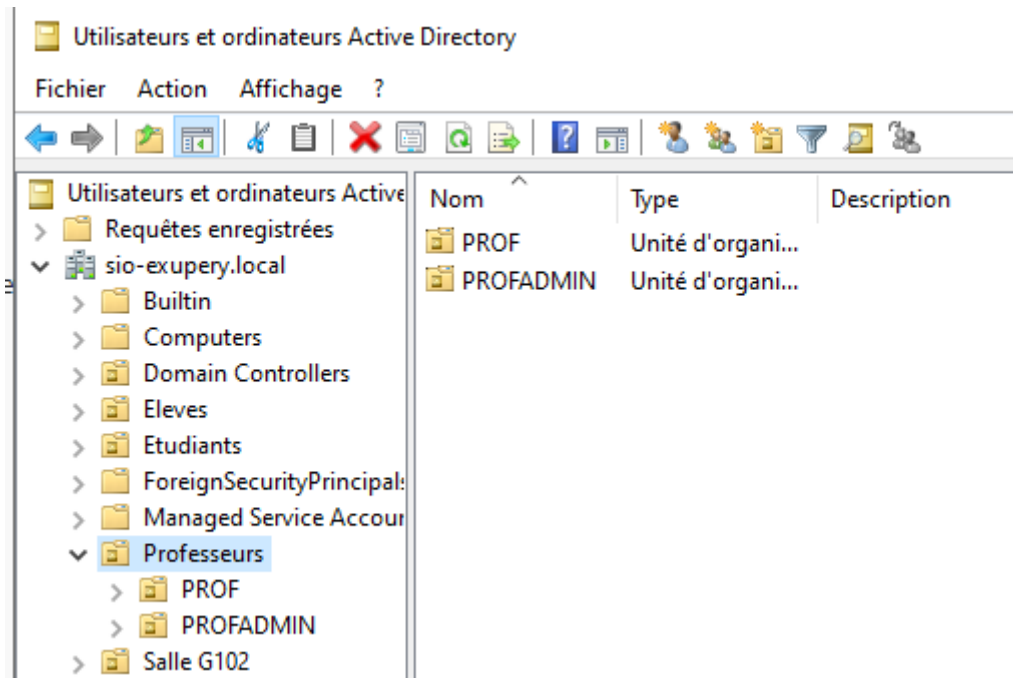 Utilisateurs et ordinateurs Active Directory
Fichier Action Affichage ?
Utilisateurs et ordinateurs Active
Requêtes enregistrées
sio-exupery.local
Builtin
Computers
Domain Controllers
Eleves
Etudiants
ForeignSecurityPrincipals
Managed Service Accour
Professeurs
PROF
PROFADMIN
Salle G102
Nom Type Description
PROF Unité d'organi...
PROFADMIN Unité d'organi...